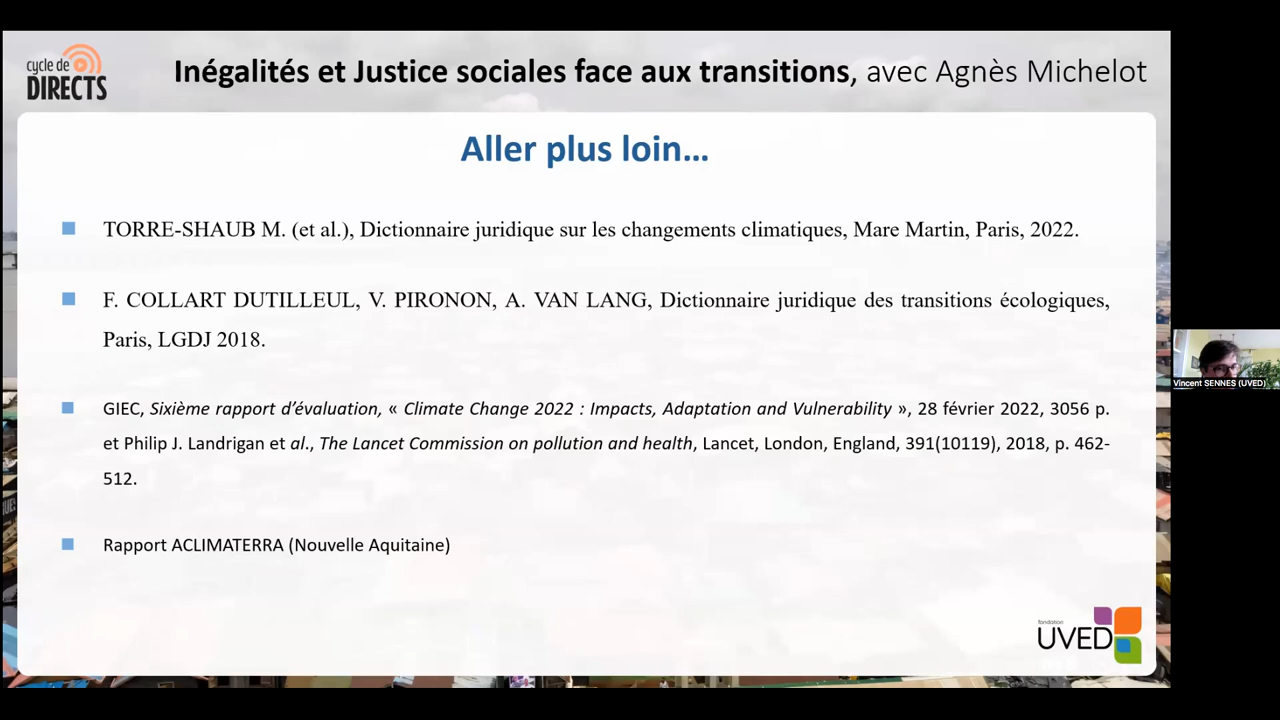 cycle de
DIRECTS
Inégalités et Justice sociales face aux transitions, avec Agnès Michelot
Aller plus loin...
TORRE-SHAUB M. (et al.), Dictionnaire juridique sur les changements climatiques, Mare Martin, Paris, 2022.
F. COLLART DUTILLEUL, V. PIRONON, A. VAN LANG, Dictionnaire juridique des transitions écologiques,
Paris, LGDJ 2018.
GIEC, Sixième rapport d’évaluation, « Climate Change 2022 : Impacts, Adaptation and Vulnerability », 28 février 2022, 3056 p.
et Philip J. Landrigan et al., The Lancet Commission on pollution and health, Lancet, London, England, 391(10119), 2018, p. 462-
512.
Rapport ACLIMATERRA (Nouvelle Aquitaine)
Vincent SENNES (UVED)
fondation
UVED